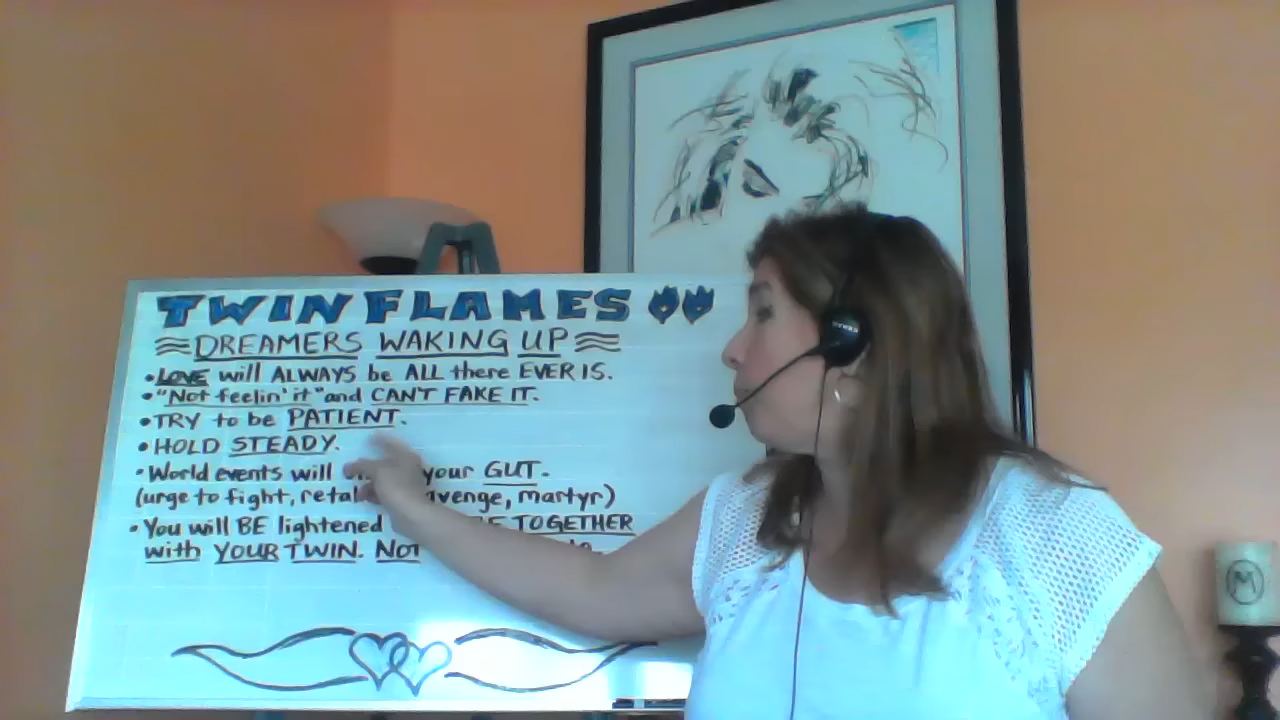 TWIN FLAMES
DREAMERS WAKING UP
•LOVE will ALWAYS be ALL there EVER IS.
•"Not feelin' it" and CAN'T FAKE IT.
•TRY to be PATIENT.
•HOLD STEADY.
•World events will your GUT.
(urge to fight, avenge, martyr)
•You will BE lightened TOGETHER
with YOUR TWIN. NOT
M